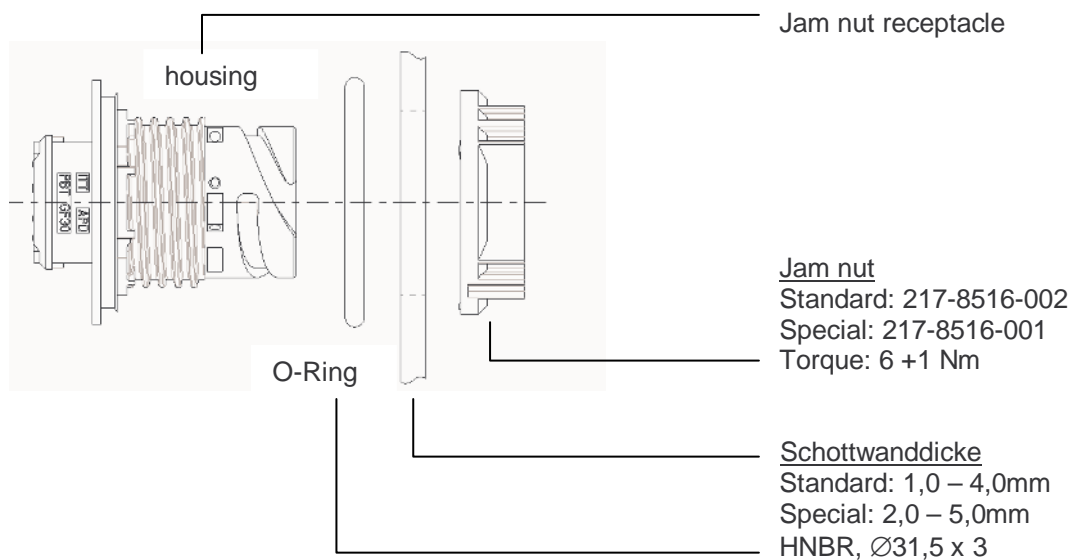 Jam nut receptacle
housing
ITT APD
PBT GF30
Jam nut
Standard: 217-8516-002
Special: 217-8516-001
Torque: 6 +1 Nm
O-Ring
Schottwanddicke
Standard: 1,0 – 4,0mm
Special: 2,0 – 5,0mm
HNBR, ∅31,5 x 3